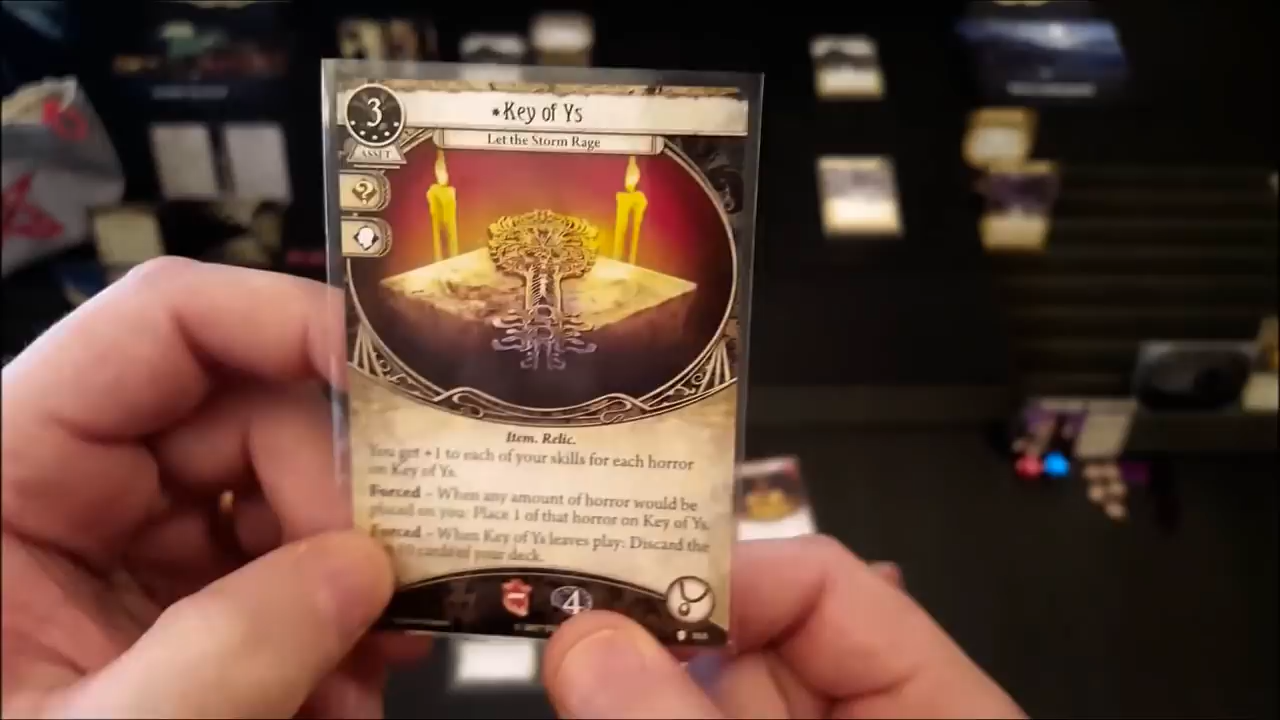 3
Key of Ys
ASSET
Let the Storm Rage
Item. Relic.
You get +1 to each of your skills for each horror
on Key of Ys.
Forced – When any amount of horror would be
placed on you: Place 1 of that horror on Key of Ys.
Forced – When Key of Ys leaves play: Discard the
cards of your deck.
4